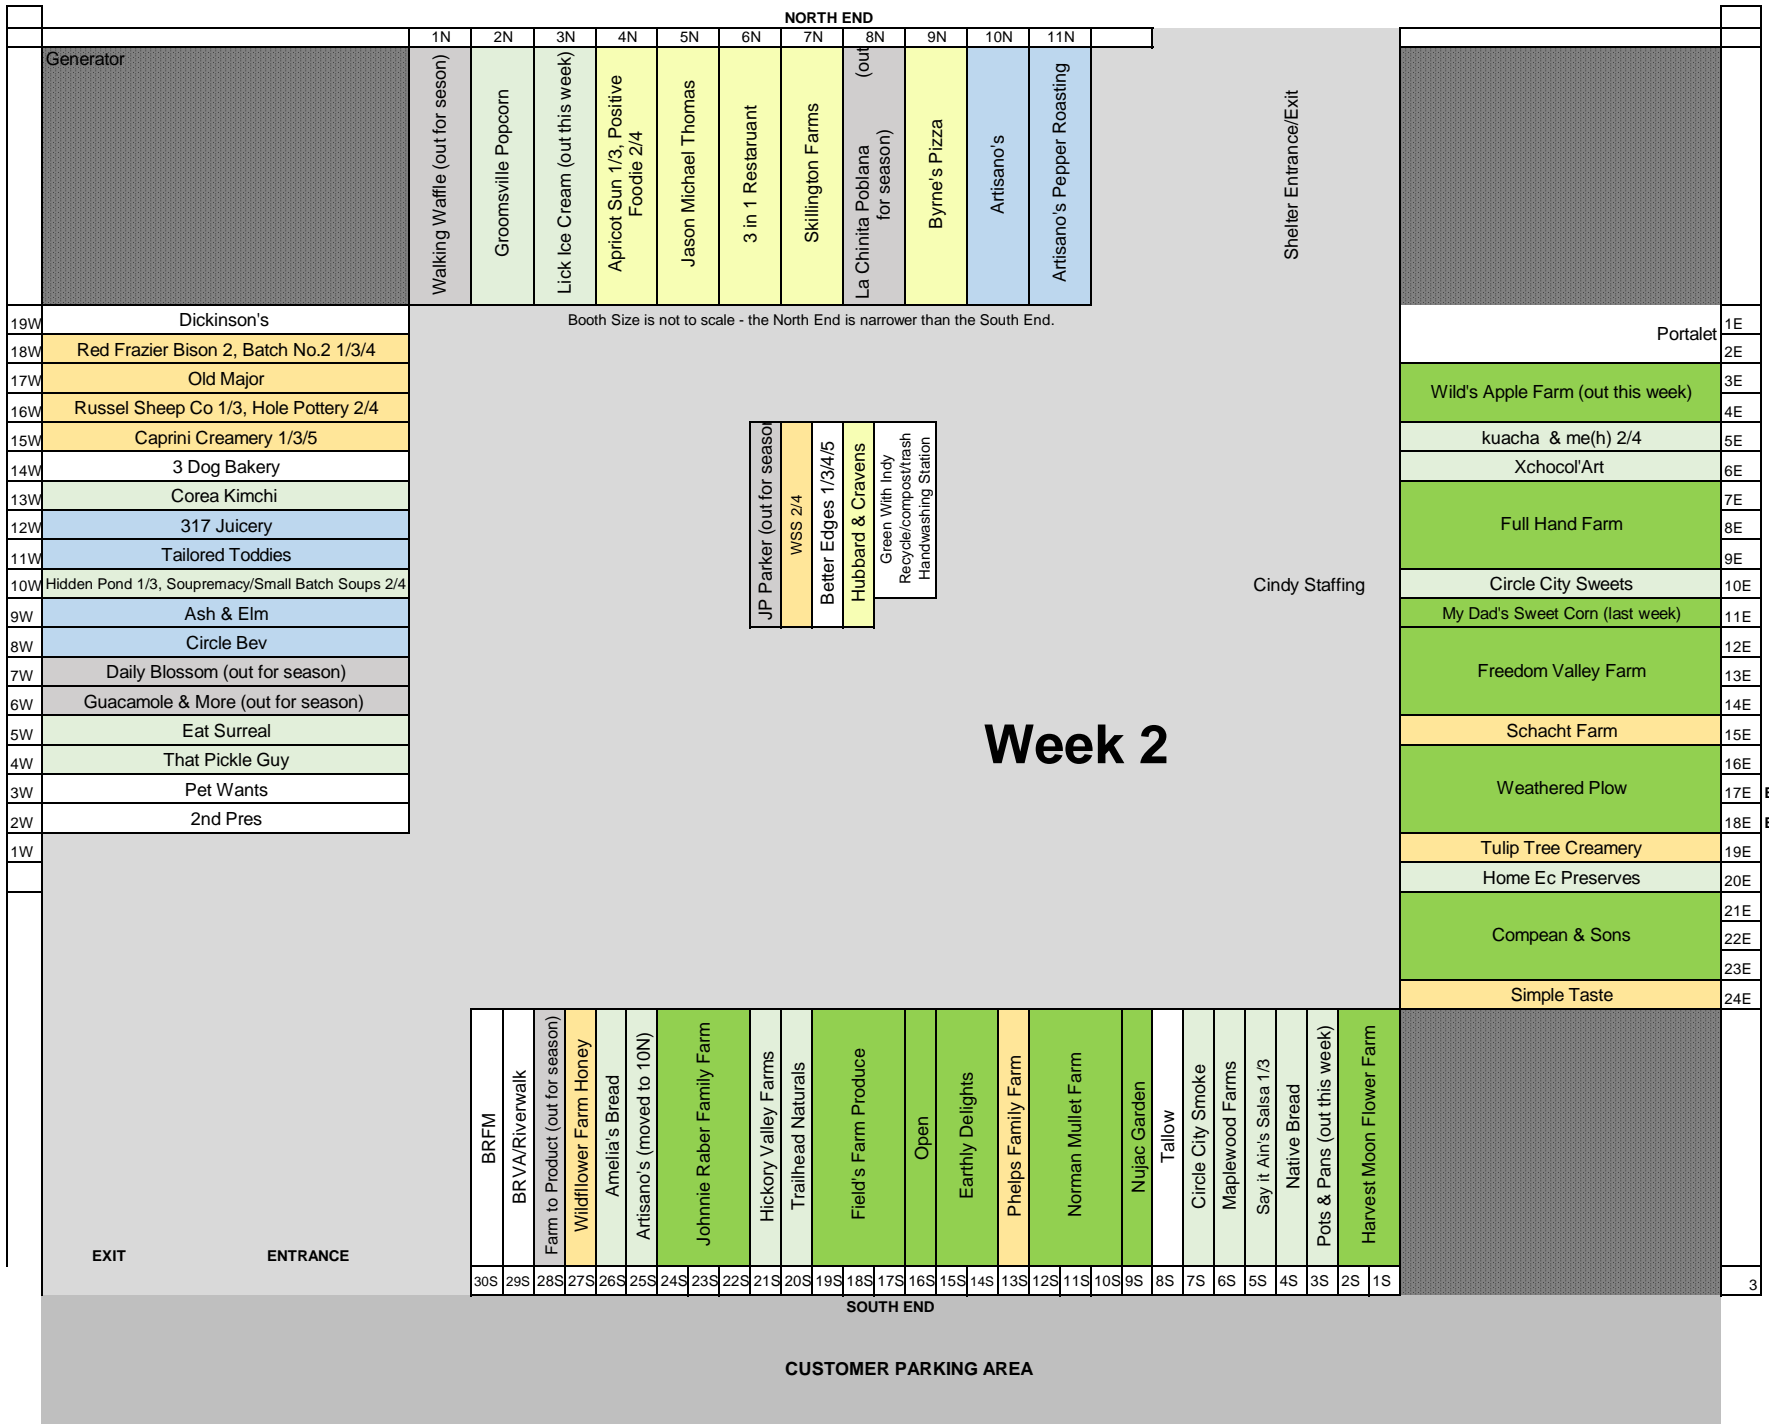 NORTH END
1N
2N
3N
4N
5N
6N
7N
8N
9N
10N
11N
Generator
Walking Waffle (out for seson)
Groomsville Popcorn
Lick Ice Cream (out this week)
Apricot Sun 1/3, Positive
Foodie 2/4
Jason Michael Thomas
3 in 1 Restaruant
Skillington Farms
La Chinita Poblana (out
for season)
Byrne's Pizza
Artisano's
Artisano's Pepper Roasting
Shelter Entrance/Exit
Booth Size is not to scale - the North End is narrower than the South End.
19W
Dickinson's
18W
Red Frazier Bison 2, Batch No.2 1/3/4
17W
Old Major
16W
Russel Sheep Co 1/3, Hole Pottery 2/4
15W
Caprini Creamery 1/3/5
14W
3 Dog Bakery
13W
Corea Kimchi
12W
317 Juicery
11W
Tailored Toddies
10W
Hidden Pond 1/3, Soupremacy/Small Batch Soups 2/4
9W
Ash & Elm
8W
Circle Bev
7W
Daily Blossom (out for season)
6W
Guacamole & More (out for season)
5W
Eat Surreal
4W
That Pickle Guy
3W
Pet Wants
2W
2nd Pres
1W
JP Parker (out for season
WSS 2/4
Better Edges 1/3/4/5
Hubbard & Cravens
Green With Indy
Recycle/compost/trash
Handwashing Station
Cindy Staffing
Week 2
Portalet
1E
2E
Wild's Apple Farm (out this week)
3E
4E
kuacha & me(h) 2/4
5E
Xchocol'Art
6E
Full Hand Farm
7E
8E
9E
Circle City Sweets
10E
My Dad's Sweet Corn (last week)
11E
Freedom Valley Farm
12E
13E
14E
Schacht Farm
15E
Weathered Plow
16E
17E
18E
Tulip Tree Creamery
19E
Home Ec Preserves
20E
Compean & Sons
21E
22E
23E
Simple Taste
24E
BRFM
BRVA/Riverwalk
Farm to Product (out for season)
Wildfllower Farm Honey
Amelia's Bread
Artisano's (moved to 10N)
Johnnie Raber Family Farm
Hickory Valley Farms
Trailhead Naturals
Field's Farm Produce
Open
Earthly Delights
Phelps Family Farm
Norman Mullet Farm
Nujac Garden
Tallow
Circle City Smoke
Maplewood Farms
Say it Ain's Salsa 1/3
Native Bread
Pots & Pans (out this week)
Harvest Moon Flower Farm
EXIT
ENTRANCE
30S
29S
28S
27S
26S
25S
24S
23S
22S
21S
20S
19S
18S
17S
16S
15S
14S
13S
12S
11S
10S
9S
8S
7S
6S
5S
4S
3S
2S
1S
3
SOUTH END
CUSTOMER PARKING AREA